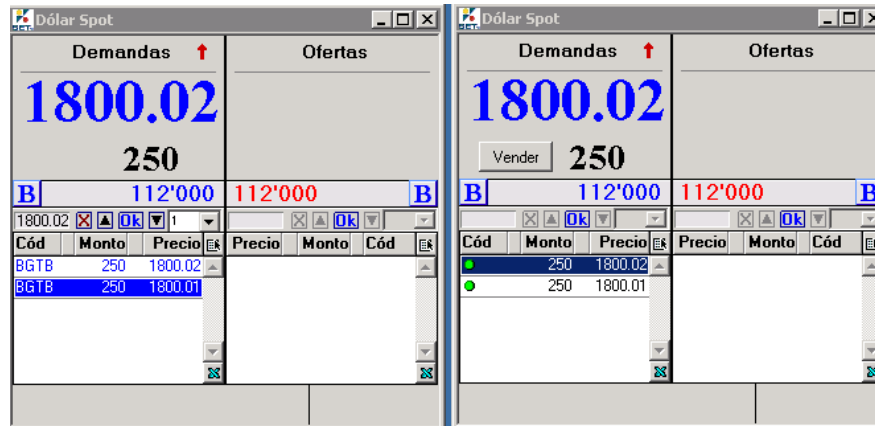 Dólar Spot
Demandas Ofertas
1800.02
250
B 112'000 112'000 B
1800.02 Ok 1 Ok
Cód Monto Precio Precio Monto Cód
BGTB 250 1800.02
BGTB 250 1800.01
Dólar Spot
Demandas Ofertas
1800.02
Vender 250
B 112'000 112'000 B
Ok Ok
Cód Monto Precio Precio Monto Cód
250 1800.02
250 1800.01